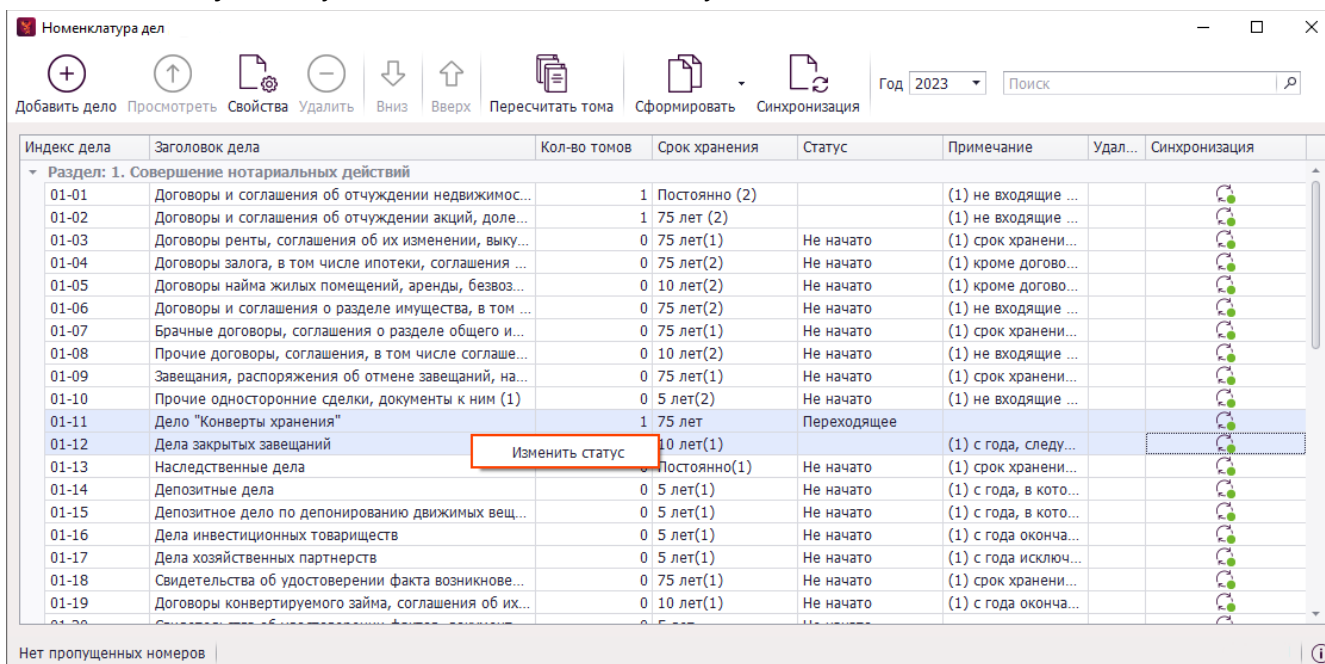 Номенклатура дел
Добавить дело Просмотреть Свойства Удалить Вниз Вверх Пересчитать тома Сформировать Синхронизация Год 2023 Поиск
Индекс дела Заголовок дела Кол-во томов Срок хранения Статус Примечание Удал... Синхронизация
Раздел: 1. Совершение нотариальных действий
01-01 Договоры и соглашения об отчуждении недвижимос... 1 Постоянно (2) (1) не входящие ...
01-02 Договоры и соглашения об отчуждении акций, доле... 1 75 лет (2) (1) не входящие ...
01-03 Договоры ренты, соглашения об их изменении, выку... 0 75 лет(1) Не начато (1) срок хранени...
01-04 Договоры залога, в том числе ипотеки, соглашения ... 0 75 лет(2) Не начато (1) кроме догово...
01-05 Договоры найма жилых помещений, аренды, безвоз... 0 10 лет(2) Не начато (1) кроме догово...
01-06 Договоры и соглашения о разделе имущества, в том ... 0 75 лет(2) Не начато (1) не входящие ...
01-07 Брачные договоры, соглашения о разделе общего и... 0 75 лет(1) Не начато (1) срок хранени...
01-08 Прочие договоры, соглашения, в том числе соглаше... 0 10 лет(2) Не начато (1) не входящие ...
01-09 Завещания, распоряжения об отмене завещаний, на... 0 75 лет(1) Не начато (1) срок хранени...
01-10 Прочие односторонние сделки, документы к ним (1) 0 5 лет(2) Не начато (1) не входящие ...
01-11 Дело "Конверты хранения" 1 75 лет Переходящее
01-12 Дела закрытых завещаний 10 лет(1) (1) с года, следу...
Изменить статус
01-13 Наследственные дела Постоянно(1) Не начато (1) срок хранени...
01-14 Депозитные дела 0 5 лет(1) Не начато (1) с года, в кото...
01-15 Депозитное дело по депонированию движимых вещ... 0 5 лет(1) Не начато (1) с года, в кото...
01-16 Дела инвестиционных товариществ 0 5 лет(1) Не начато (1) с года оконча...
01-17 Дела хозяйственных партнерств 0 5 лет(1) Не начато (1) с года исключ...
01-18 Свидетельства об удостоверении факта возникнове... 0 75 лет(1) Не начато (1) срок хранени...
01-19 Договоры конвертируемого займа, соглашения об их... 0 10 лет(1) Не начато (1) с года оконча...
Нет пропущенных номеров